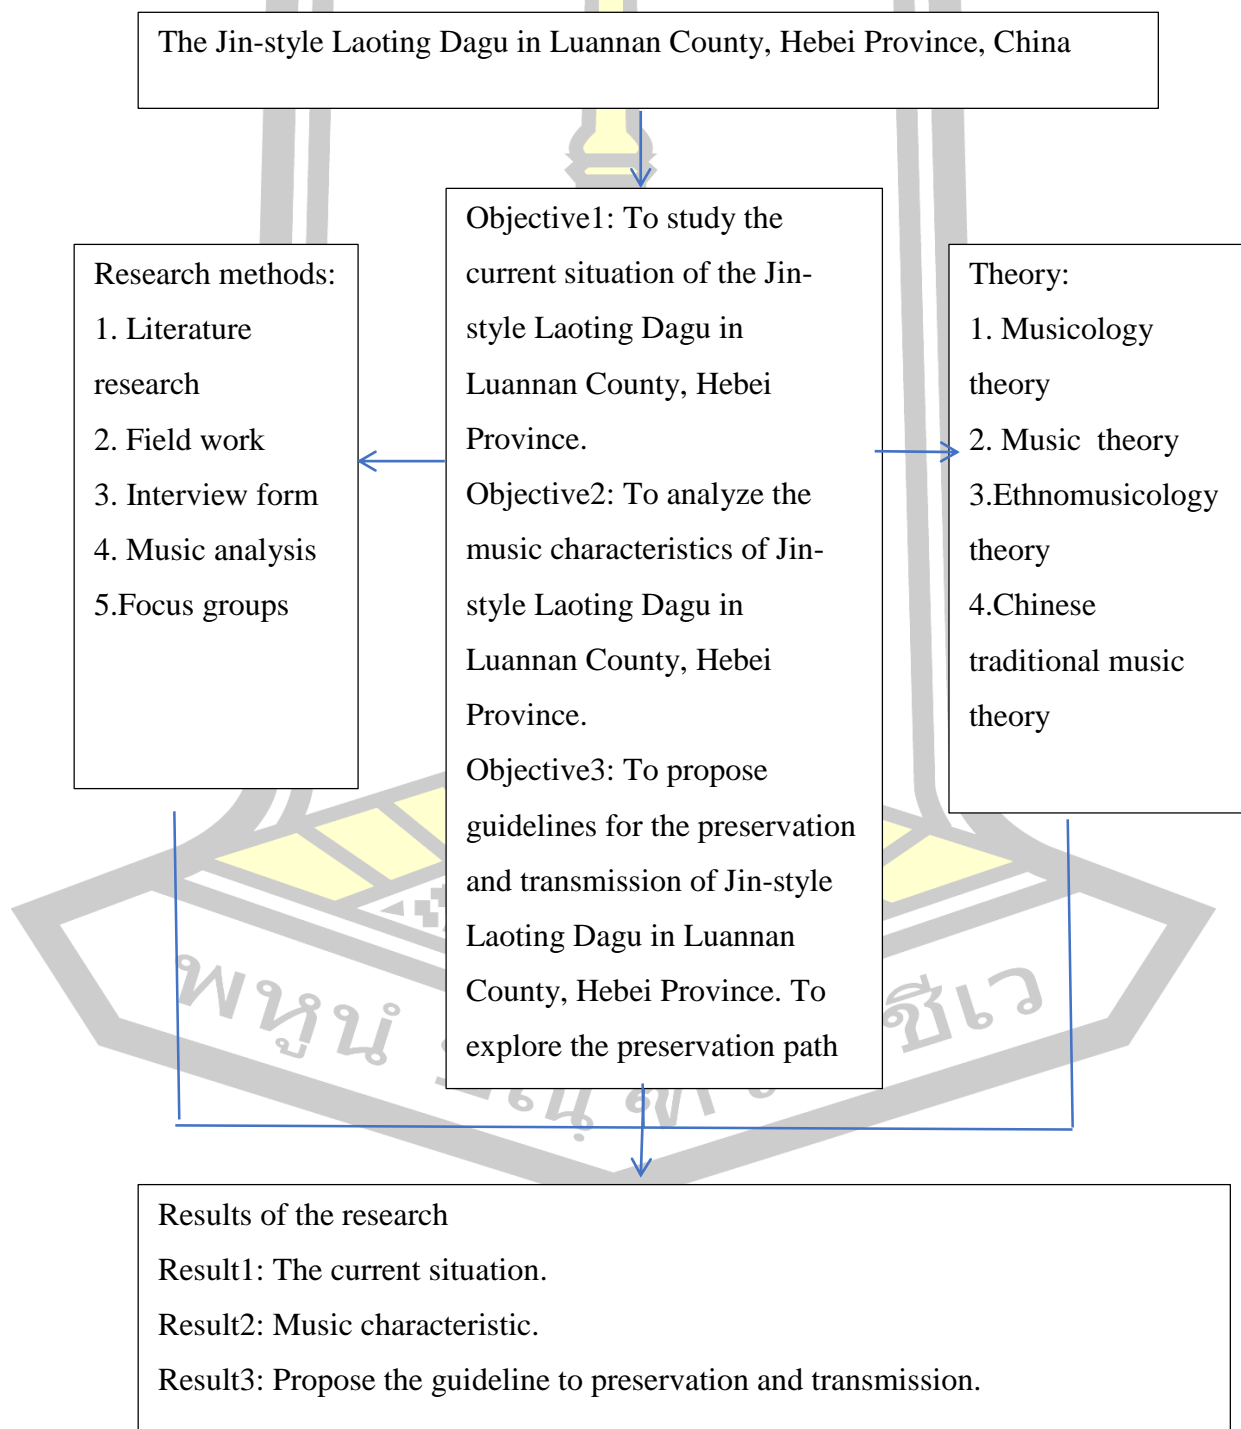 The Jin-style Laoting Dagu in Luannan County, Hebei Province, China
Research methods:
1. Literature
research
2. Field work
3. Interview form
4. Music analysis
5.Focus groups
Objective1: To study the
current situation of the Jin-
style Laoting Dagu in
Luannan County, Hebei
Province.
Objective2: To analyze the
music characteristics of Jin-
style Laoting Dagu in
Luannan County, Hebei
Province.
Objective3: To propose
guidelines for the preservation
and transmission of Jin-style
Laoting Dagu in Luannan
County, Hebei Province. To
explore the preservation path
Theory:
1. Musicology
theory
2. Music  theory
3.Ethnomusicology
theory
4.Chinese
traditional music
theory
พหูนํ ชีเว
Results of the research
Result1: The current situation.
Result2: Music characteristic.
Result3: Propose the guideline to preservation and transmission.